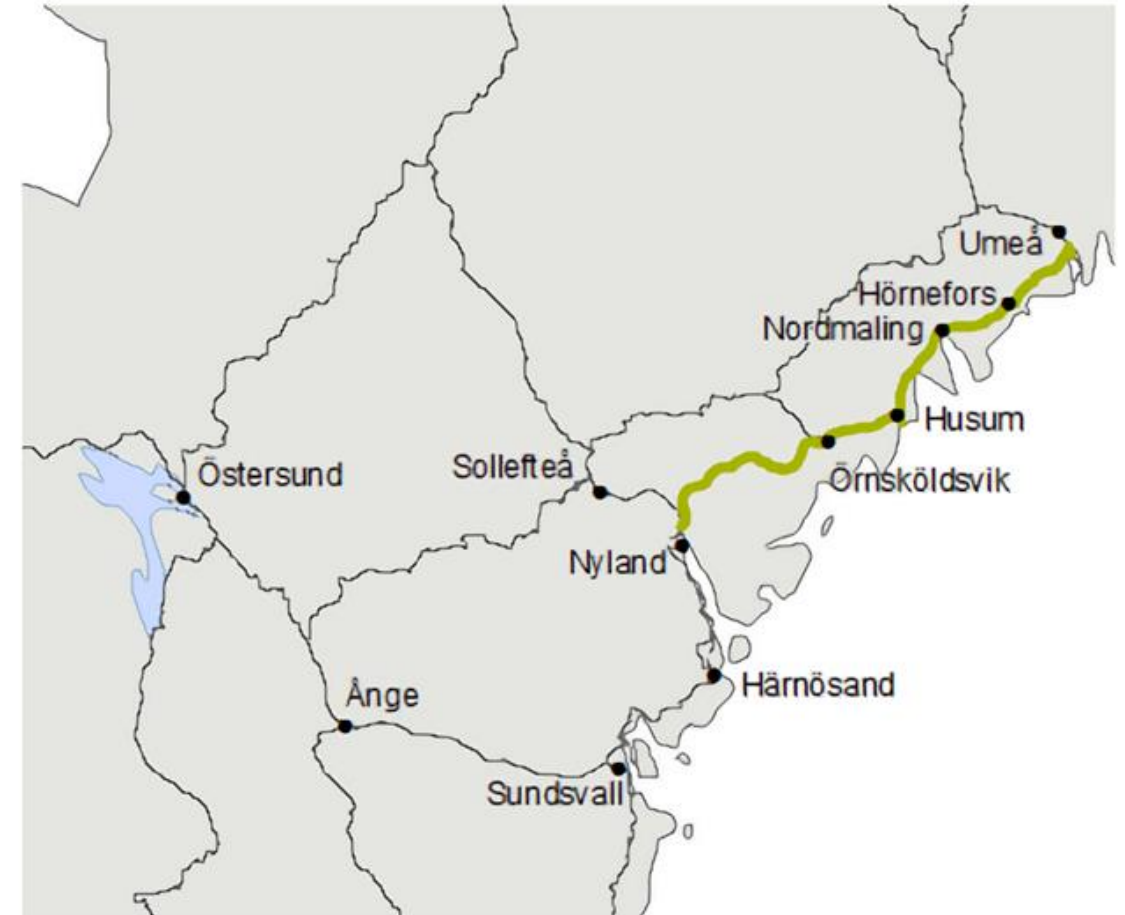 Umeå
Hörnefors
Nordmaling
Husum
Sollefteå
Östersund
Örnsköldsvik
Nyland
Härnösand
Ånge
Sundsvall